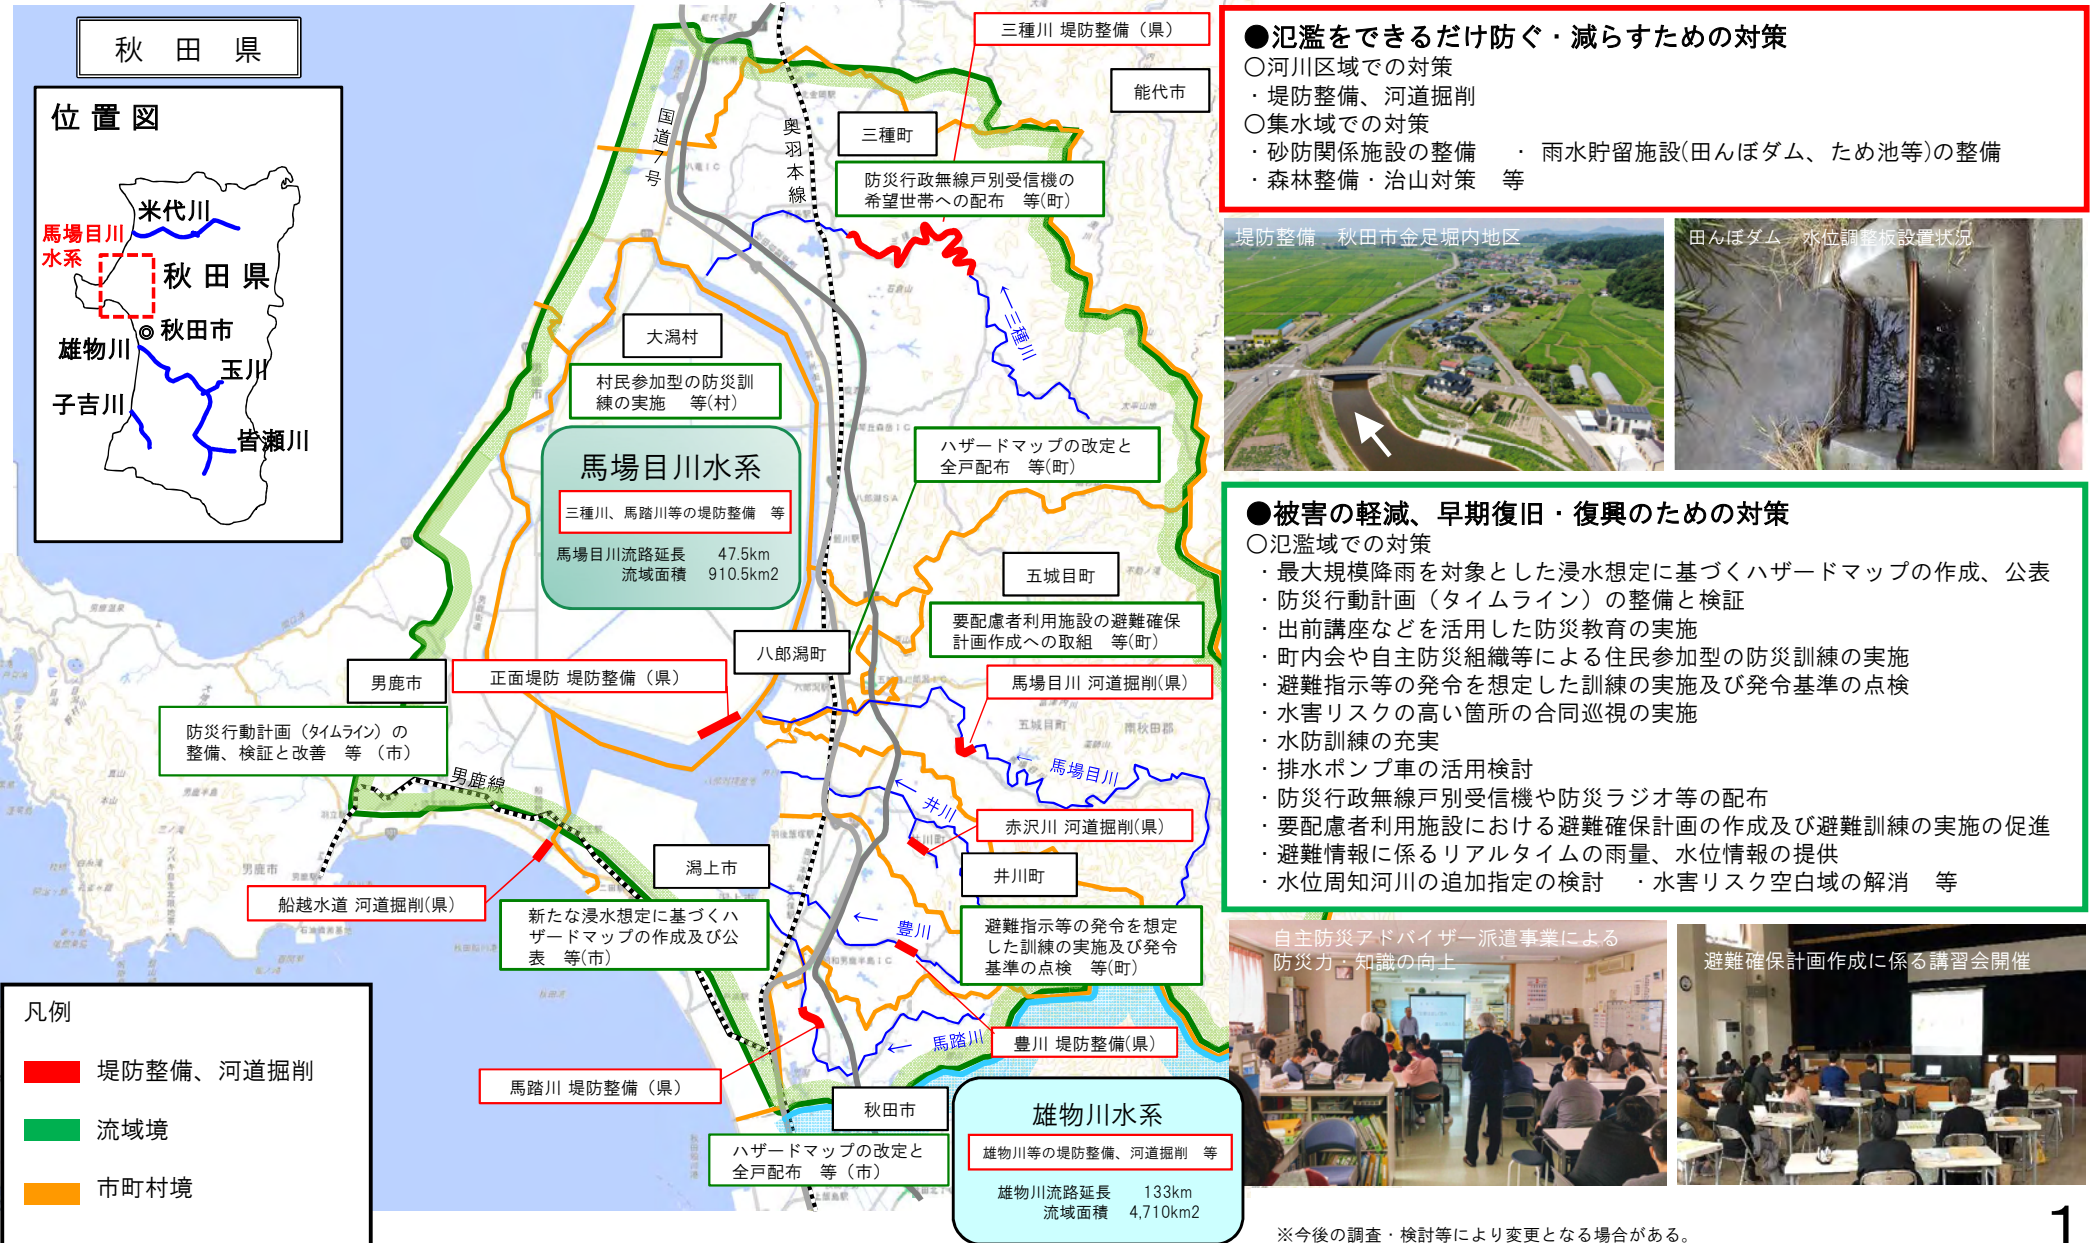 秋田県
位置図
米代川
馬場目川
水系
秋田県
秋田市
雄物川
玉川
子吉川
皆瀬川
三種川 堤防整備（県）
能代市
国道7号
奥羽本線
三種町
防災行政無線戸別受信機の
希望世帯への配布　等(町)
←三種川
大潟村
村民参加型の防災訓
練の実施　等(村)
馬場目川水系
三種川、馬踏川等の堤防整備　等
馬場目川流路延長　47.5km
流域面積　910.5km2
ハザードマップの改定と
全戸配布　等(町)
五城目町
要配慮者利用施設の避難確保
計画作成への取組　等(町)
八郎潟町
馬場目川 河道掘削(県)
正面堤防 堤防整備（県）
男鹿市
防災行動計画（タイムライン）の
整備、検証と改善　等（市）
五城目町
南秋田郡
←馬場目川
男鹿線
←井川
赤沢川 河道掘削(県)
井川町
潟上市
男鹿市
船越水道 河道掘削(県)
新たな浸水想定に基づくハ
ザードマップの作成及び公
表　等(市)
←豊川
避難指示等の発令を想定
した訓練の実施及び発令
基準の点検　等(町)
←馬踏川
豊川 堤防整備(県)
馬踏川 堤防整備（県）
秋田市
ハザードマップの改定と
全戸配布　等（市）
雄物川水系
雄物川等の堤防整備、河道掘削　等
雄物川流路延長　133km
流域面積　4,710km2
凡例
堤防整備、河道掘削
流域境
市町村境
●氾濫をできるだけ防ぐ・減らすための対策
○河川区域での対策
・堤防整備、河道掘削
○集水域での対策
・砂防関係施設の整備　・雨水貯留施設(田んぼダム、ため池等)の整備
・森林整備・治山対策　等
堤防整備　秋田市金足堀内地区
田んぼダム　水位調整板設置状況
●被害の軽減、早期復旧・復興のための対策
○氾濫域での対策
・最大規模降雨を対象とした浸水想定に基づくハザードマップの作成、公表
・防災行動計画（タイムライン）の整備と検証
・出前講座などを活用した防災教育の実施
・町内会や自主防災組織等による住民参加型の防災訓練の実施
・避難指示等の発令を想定した訓練の実施及び発令基準の点検
・水害リスクの高い箇所の合同巡視の実施
・水防訓練の充実
・排水ポンプ車の活用検討
・防災行政無線戸別受信機や防災ラジオ等の配布
・要配慮者利用施設における避難確保計画の作成及び避難訓練の実施の促進
・避難情報に係るリアルタイムの雨量、水位情報の提供
・水位周知河川の追加指定の検討　・水害リスク空白域の解消　等
自主防災アドバイザー派遣事業による
防災力・知識の向上
避難確保計画作成に係る講習会開催
※今後の調査・検討等により変更となる場合がある。
1